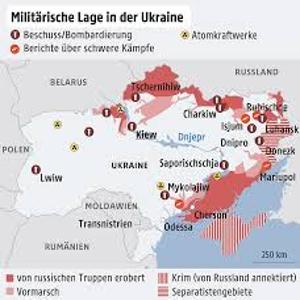 Militärische Lage in der Ukraine
Beschuss/Bombardierung
Atomkraftwerke
Berichte über schwere Kämpfe
BELARUS
RUSSLAND
Tschernihiw
POLEN
Kiew
Dnjepr
Charkiw
Rubischne
Isjum
Luhansk
Lwiw
UKRAINE
Dnipro
Donezk
Saporischschja
Mariupol
MOLDAWIEN
Mykolajiw
Transnistrien
Cherson
Odessa
RUMÄNIEN
250 km
von russischen Truppen erobert
Krim (von Russland annektiert)
Vormarsch
Separatistengebiete